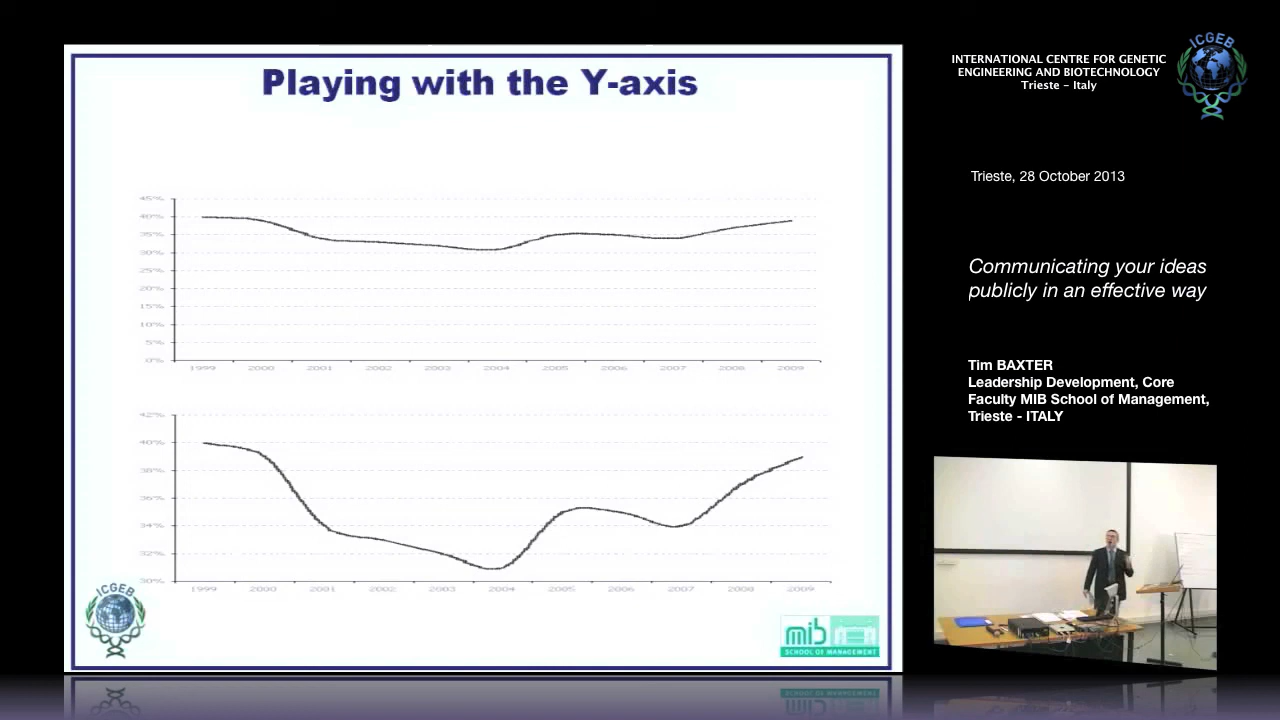 Playing with the Y-axis
45%
40%
35%
30%
25%
20%
15%
10%
5%
0%
1999 2000 2001 2002 2003 2004 2005 2006 2007 2008 2009
42%
40%
38%
36%
34%
32%
30%
1999 2000 2001 2002 2003 2004 2005 2006 2007 2008 2009
ICGEB
mib
SCHOOL OF MANAGEMENT
INTERNATIONAL CENTRE FOR GENETIC
ENGINEERING AND BIOTECHNOLOGY
Trieste - Italy
ICGEB
Trieste, 28 October 2013
Communicating your ideas
publicly in an effective way
Tim BAXTER
Leadership Development, Core
Faculty MIB School of Management,
Trieste - ITALY